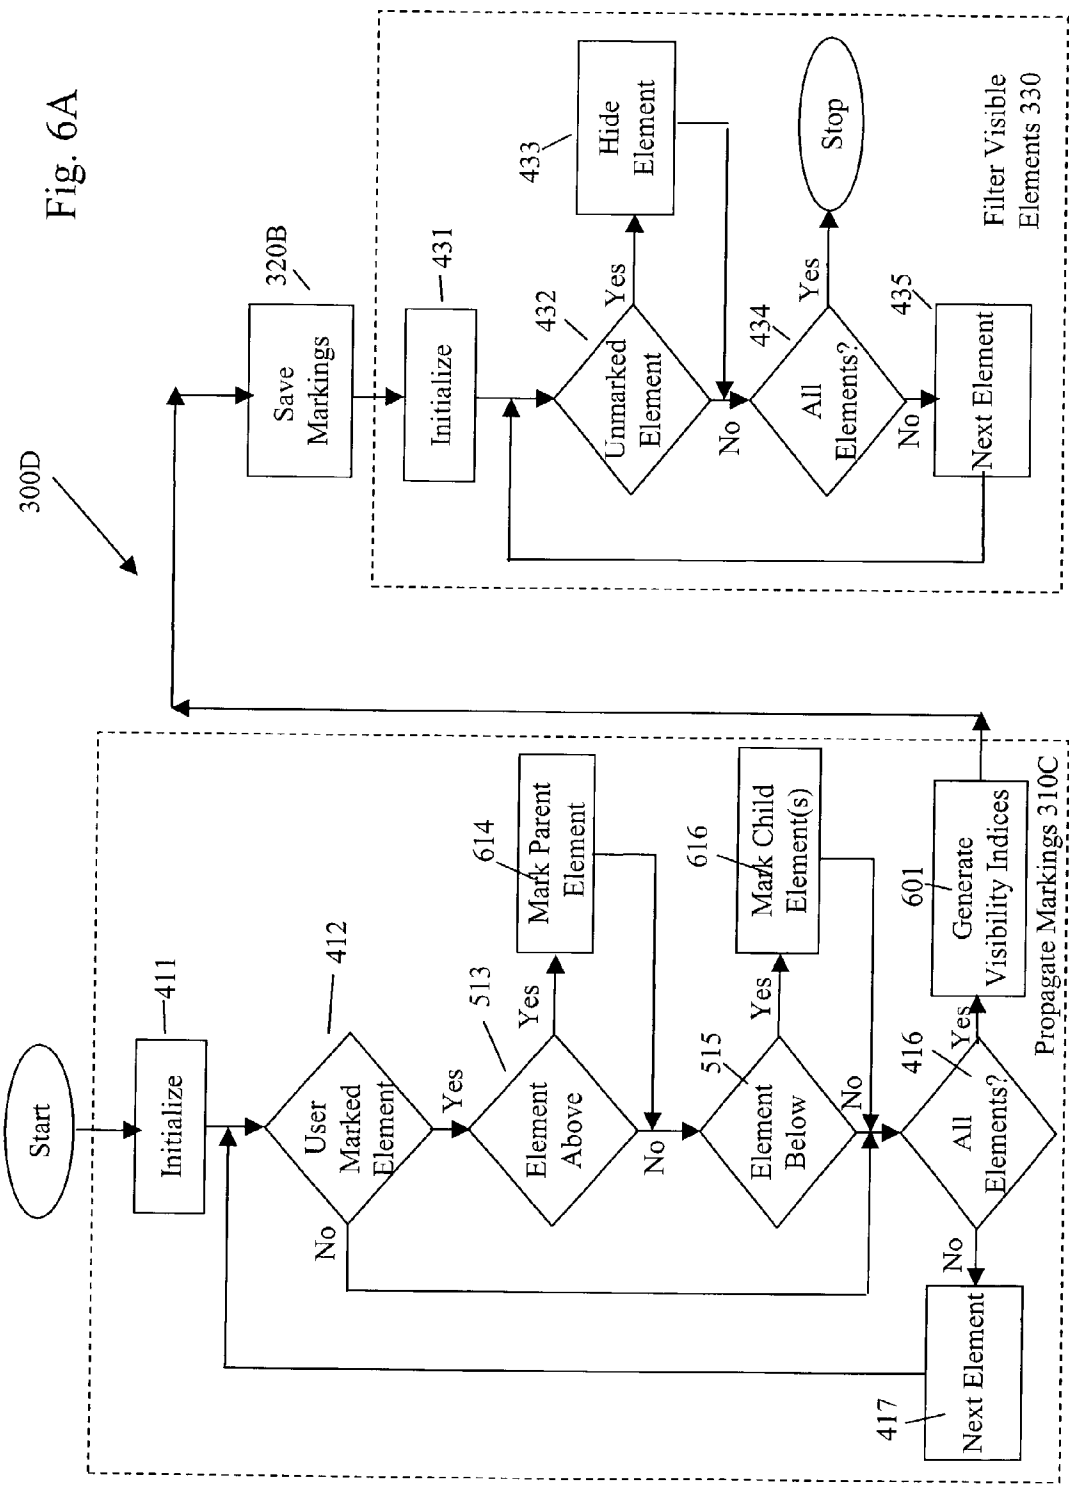 Fig. 6A
300D
Start
Initialize
411
User
Marked
Element
412
Yes
No
Element
Above
513
Yes
No
Mark Parent
Element
614
Element
Below
515
Yes
No
Mark Child
Element(s)
616
All
Elements?
416
Yes
No
Next Element
417
Generate
Visibility Indices
601
Propagate Markings 310C
Save
Markings
320B
Initialize
431
Unmarked
Element
432
Yes
No
Hide
Element
433
All
Elements?
434
Yes
No
Stop
Next Element
435
Filter Visible
Elements 330